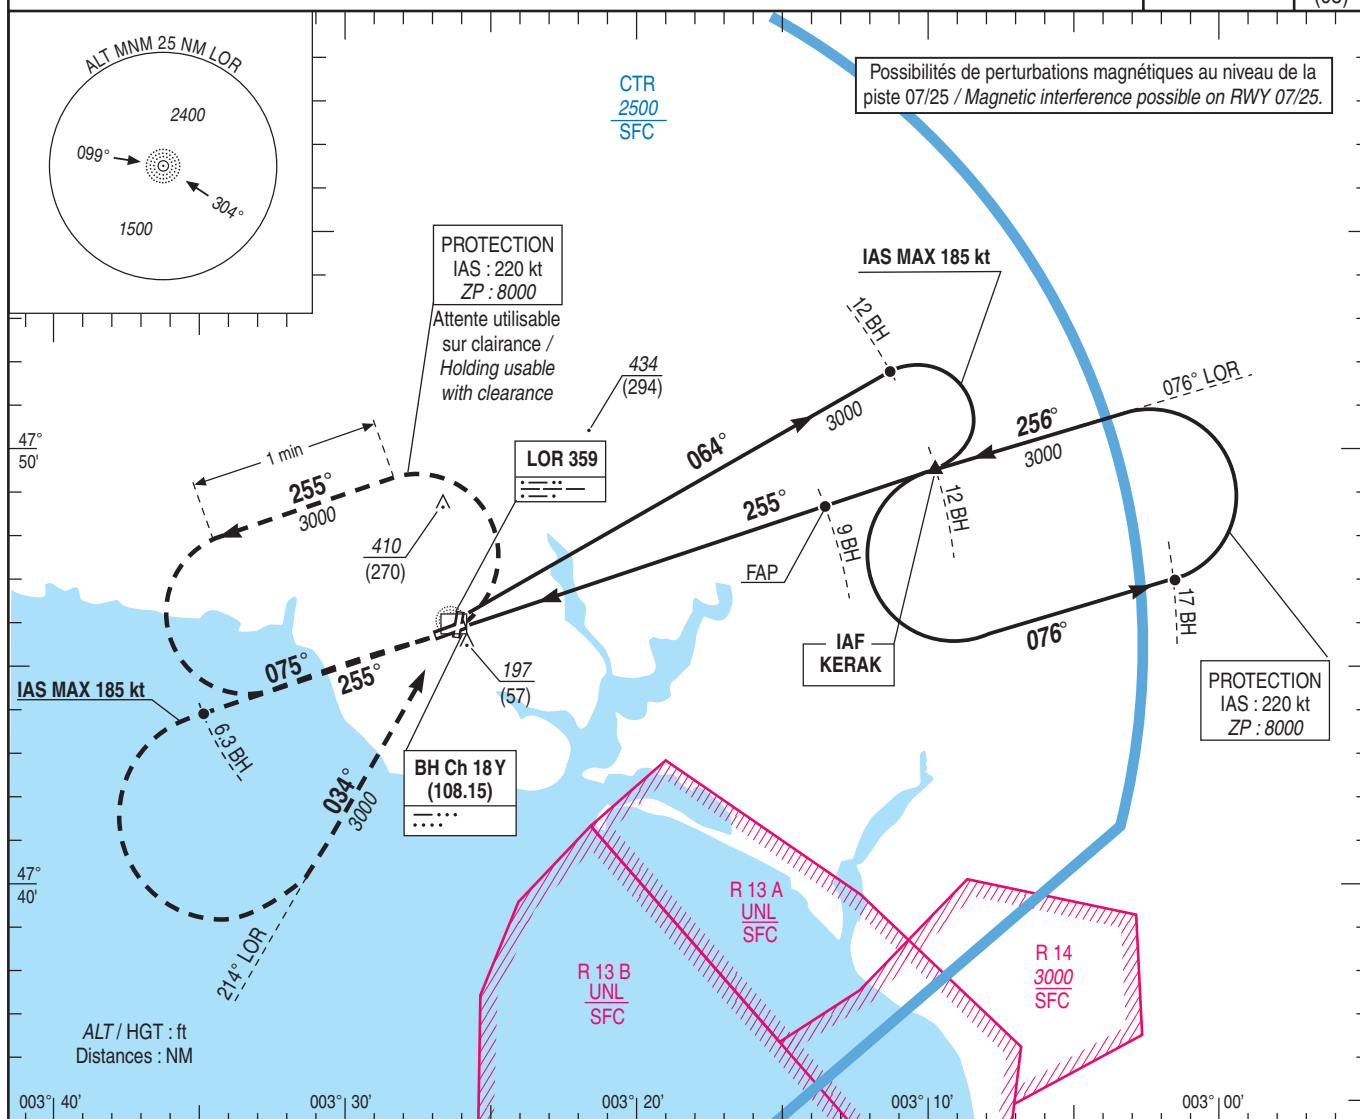 ALT MNM 25 NM LOR
2400
099°
304°
1500
CTR
2500
SFC
Possibilités de perturbations magnétiques au niveau de la
piste 07/25 / Magnetic interference possible on RWY 07/25.
PROTECTION
IAS : 220 kt
ZP : 8000
Attente utilisable
sur clairance /
Holding usable
with clearance
IAS MAX 185 kt
12 BH
434
(294)
3000
076° LOR
47°
50'
1 min
064°
256°
3000
LOR 359
255°
3000
255°
12 BH
9 BH
410
(270)
FAP
17 BH
076°
IAF
KERAK
197
(57)
075°
255°
IAS MAX 185 kt
6.3 BH
PROTECTION
IAS : 220 kt
ZP : 8000
BH Ch 18Y
(108.15)
034°
3000
47°
40'
R 13 A
UNL
SFC
214° LOR
R 14
3000
SFC
R 13 B
UNL
SFC
ALT / HGT : ft
Distances : NM
003° 40'
003° 30'
003° 20'
003° 10'
003° 00'